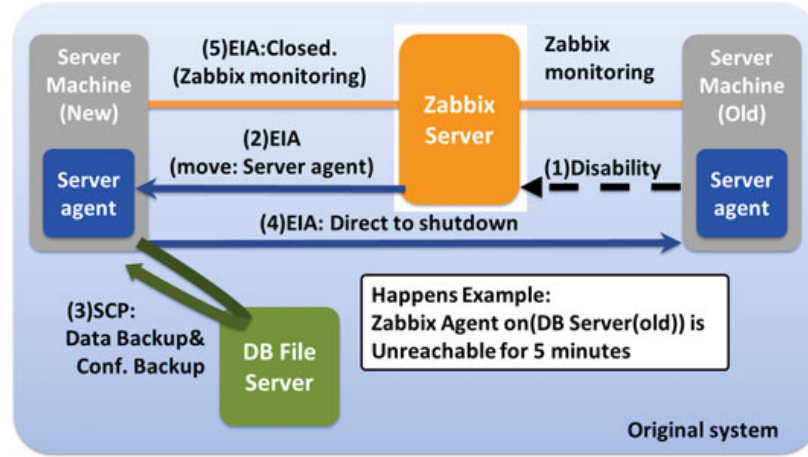 Server
Machine
(New)
Server
agent
(5)EIA:Closed.
(Zabbix monitoring)
(2)EIA
(move: Server agent)
Zabbix
Server
Zabbix
monitoring
(1)Disability
Server
Machine
(Old)
Server
agent
(4)EIA: Direct to shutdown
(3)SCP:
Data Backup&
Conf. Backup
DB File
Server
Happens Example:
Zabbix Agent on(DB Server(old)) is
Unreachable for 5 minutes
Original system